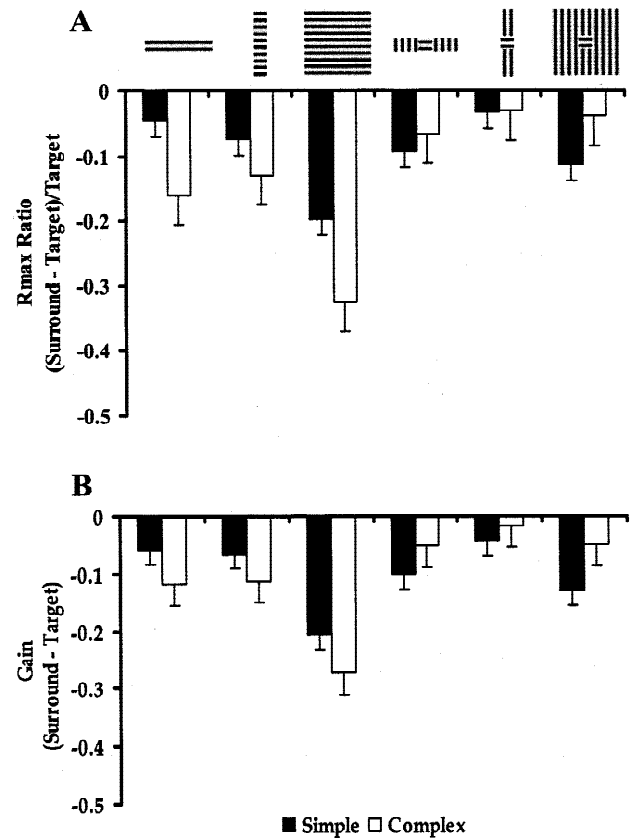 A
0
-0.1
-0.2
-0.3
-0.4
-0.5
Rmax Ratio
(Surround - Target)/Target
B
0
-0.1
-0.2
-0.3
-0.4
-0.5
Gain
(Surround - Target)
Simple Complex